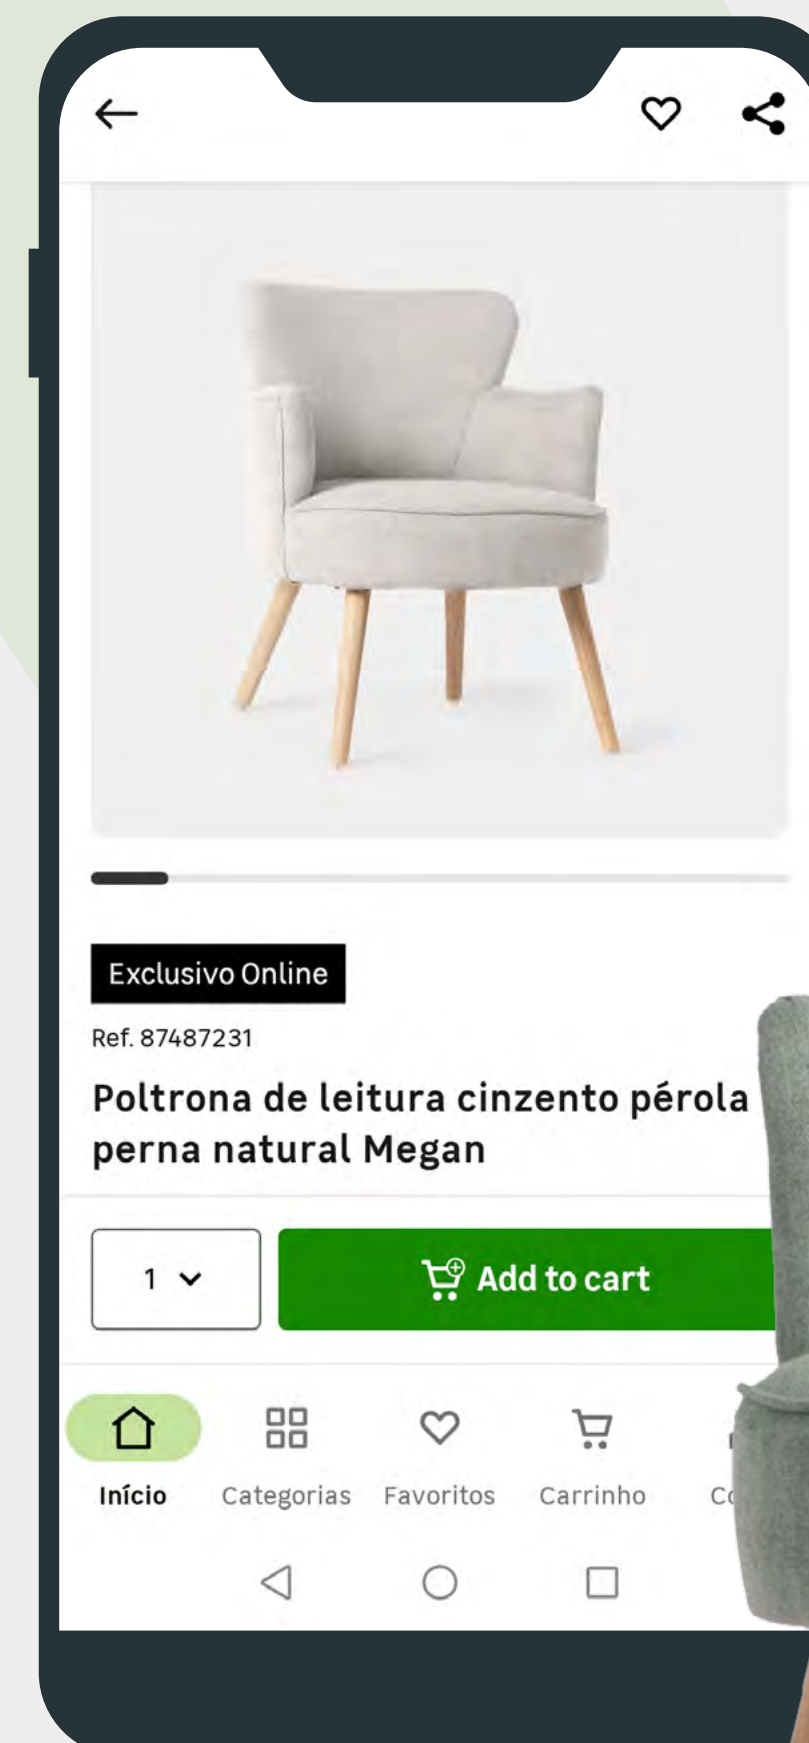 Exclusivo Online
Ref. 87487231
Poltrona de leitura cinzento pérola
perna natural Megan
1
Add to cart
Início
Categorias
Favoritos
Carrinho